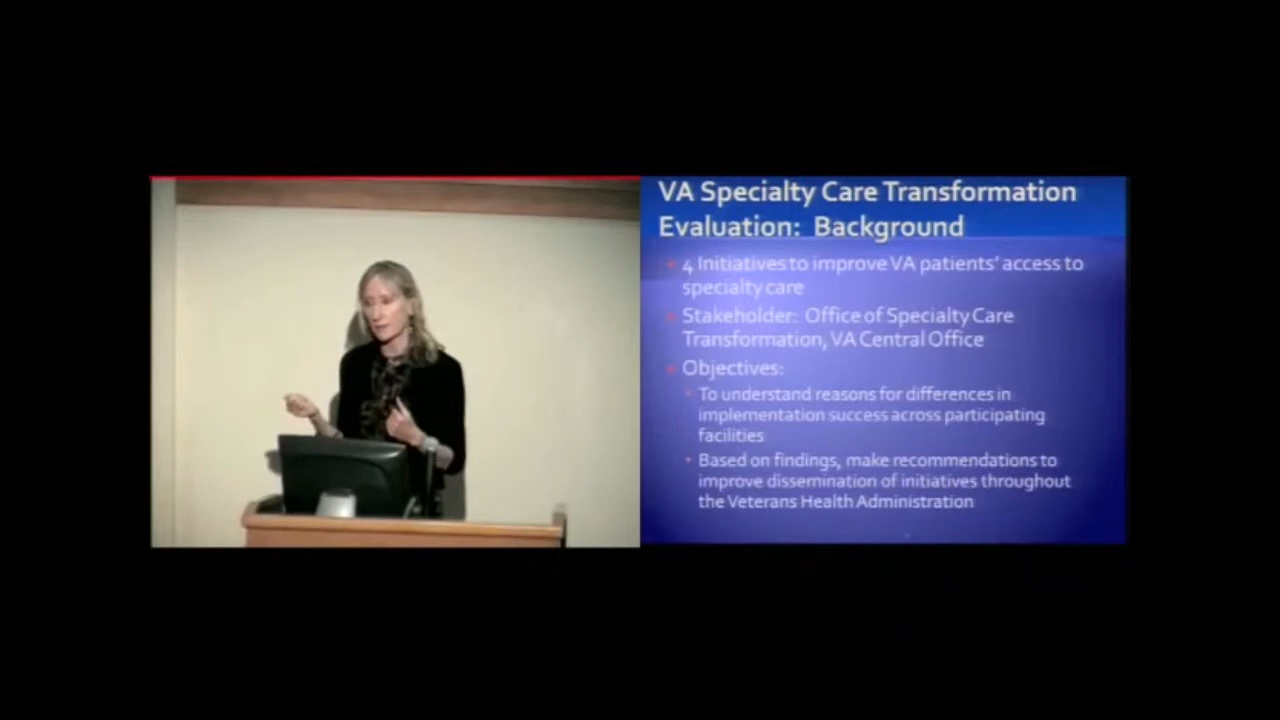 VA Specialty Care Transformation
Evaluation: Background
4 Initiatives to improve VA patients' access to
specialty care
Stakeholder: Office of Specialty Care
Transformation, VA Central Office
Objectives:
To understand reasons for differences in
implementation success across participating
facilities
Based on findings, make recommendations to
improve dissemination of initiatives throughout
the Veterans Health Administration